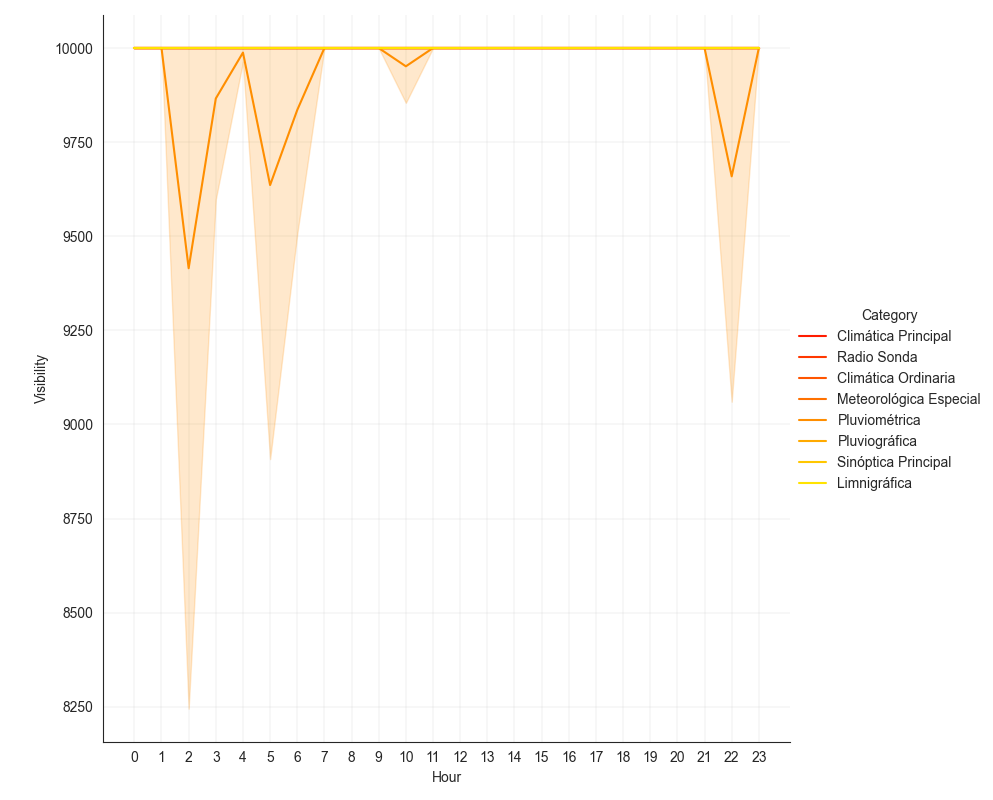 10000
9750
9500
9250
9000
8750
8500
8250
Visibility
0 1 2 3 4 5 6 7 8 9 10 11 12 13 14 15 16 17 18 19 20 21 22 23
Hour
Category
Climática Principal
Radio Sonda
Climática Ordinaria
Meteorológica Especial
Pluviométrica
Pluviográfica
Sinóptica Principal
Limnigráfica